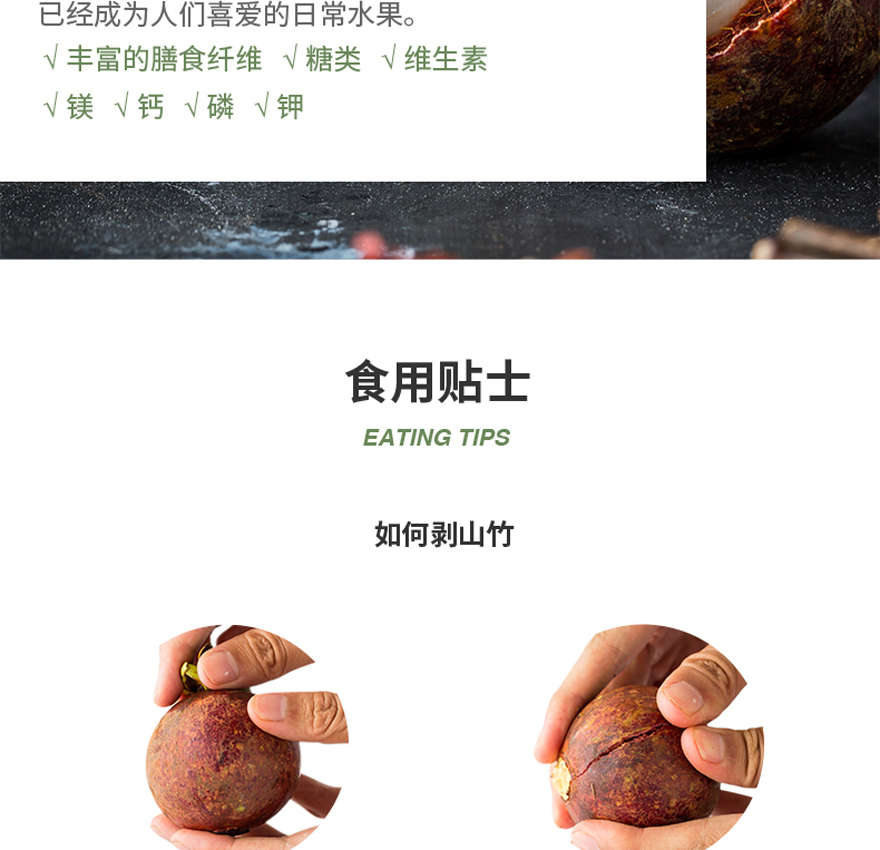 已经成为人们喜爱的日常水果。
√ 丰富的膳食纤维 √ 糖类 √ 维生素
√ 镁 √ 钙 √ 磷 √ 钾
食用贴士
EATING TIPS
如何剥山竹